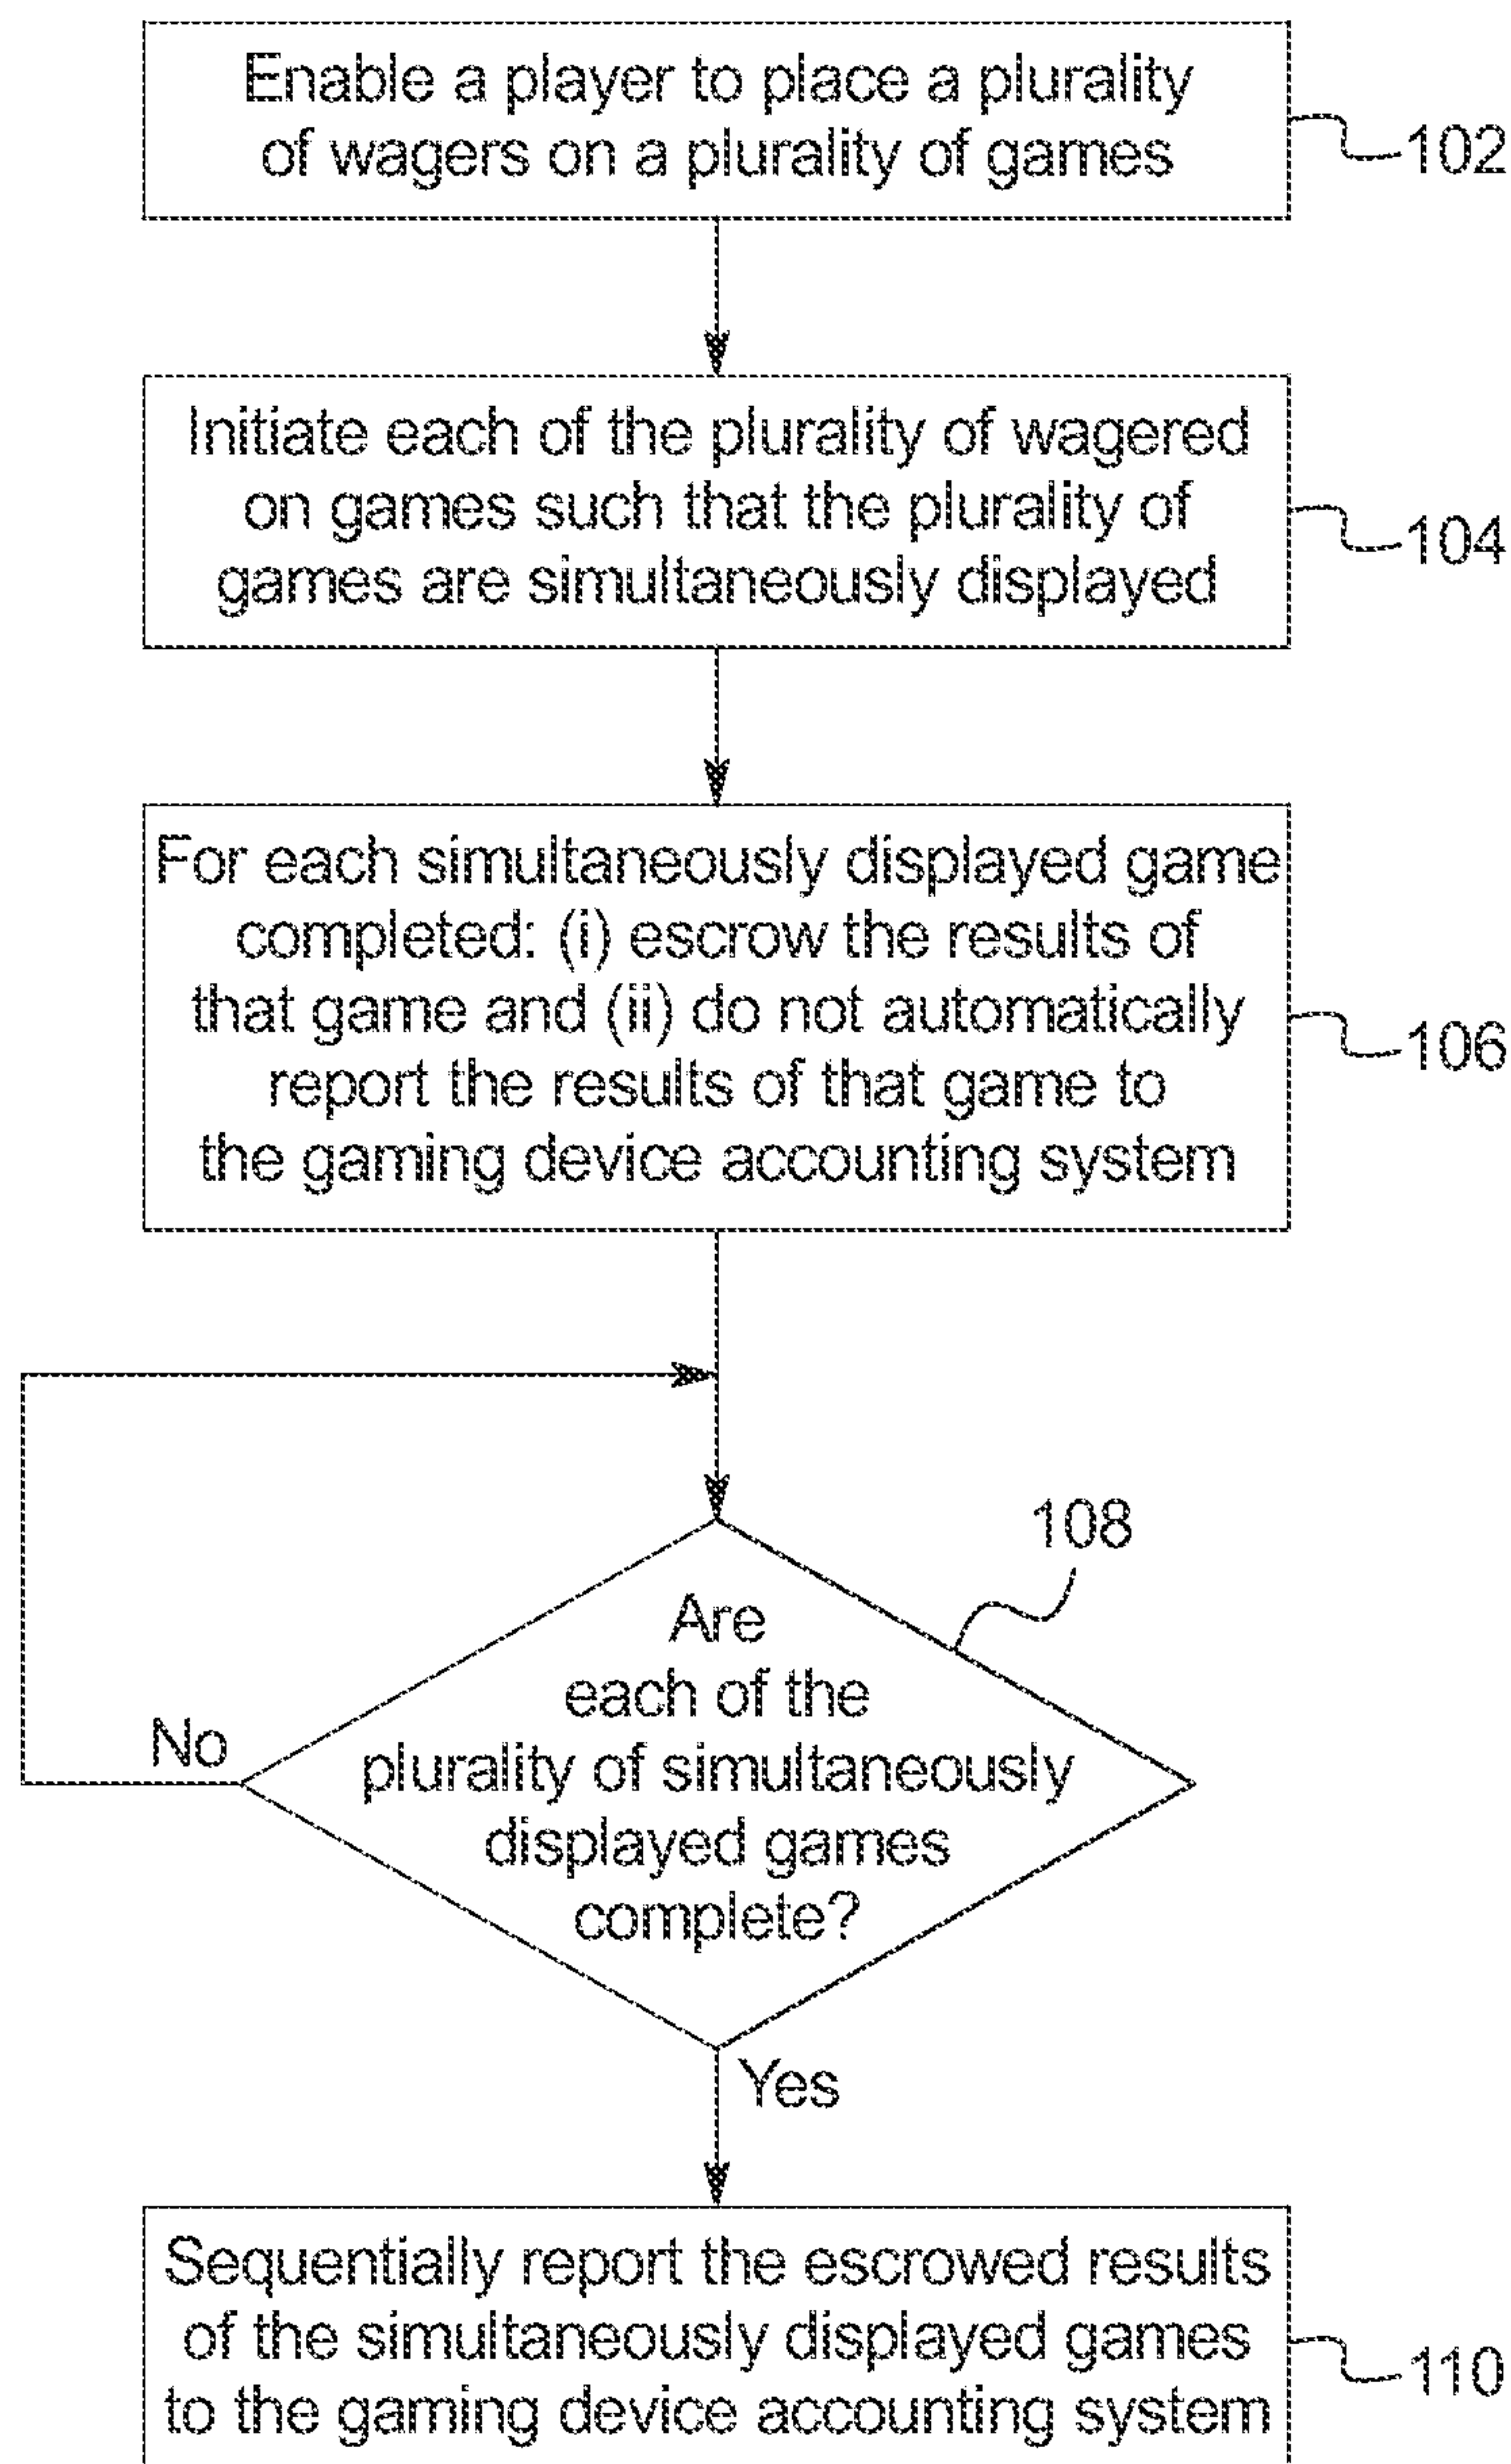 Enable a player to place a plurality
of wagers on a plurality of games
102
Initiate each of the plurality of wagered
on games such that the plurality of
games are simultaneously displayed
104
For each simultaneously displayed game
completed: (i) escrow the results of
that game and (ii) do not automatically
report the results of that game to
the gaming device accounting system
106
108
Are
each of the
plurality of simultaneously
displayed games
complete?
No
Yes
Sequentially report the escrowed results
of the simultaneously displayed games
to the gaming device accounting system
110